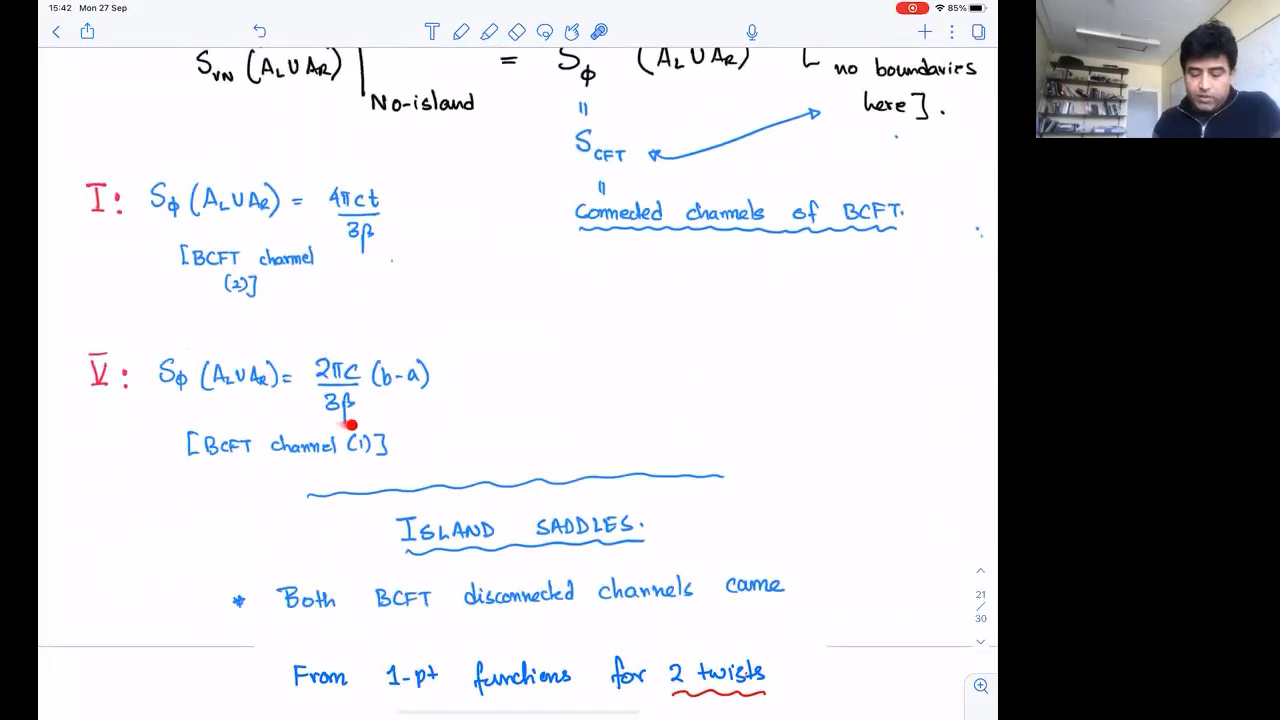 15:42 Mon 27 Sep
85%
S_VN (A_L ∪ A_R) | No-island = S_ϕ (A_L ∪ A_R) [ no boundaries
here ].
=
S_CFT
=
Connected channels of BCFT.
I: S_ϕ (A_L ∪ A_R) = 4πct / 3β
[BCFT channel
(2)]
V: S_ϕ (A_L ∪ A_R) = 2πc / 3β (b-a)
[BCFT channel (1)]
ISLAND SADDLES.
* Both BCFT disconnected channels came
From 1-pt functions for 2 twists
21
/
30